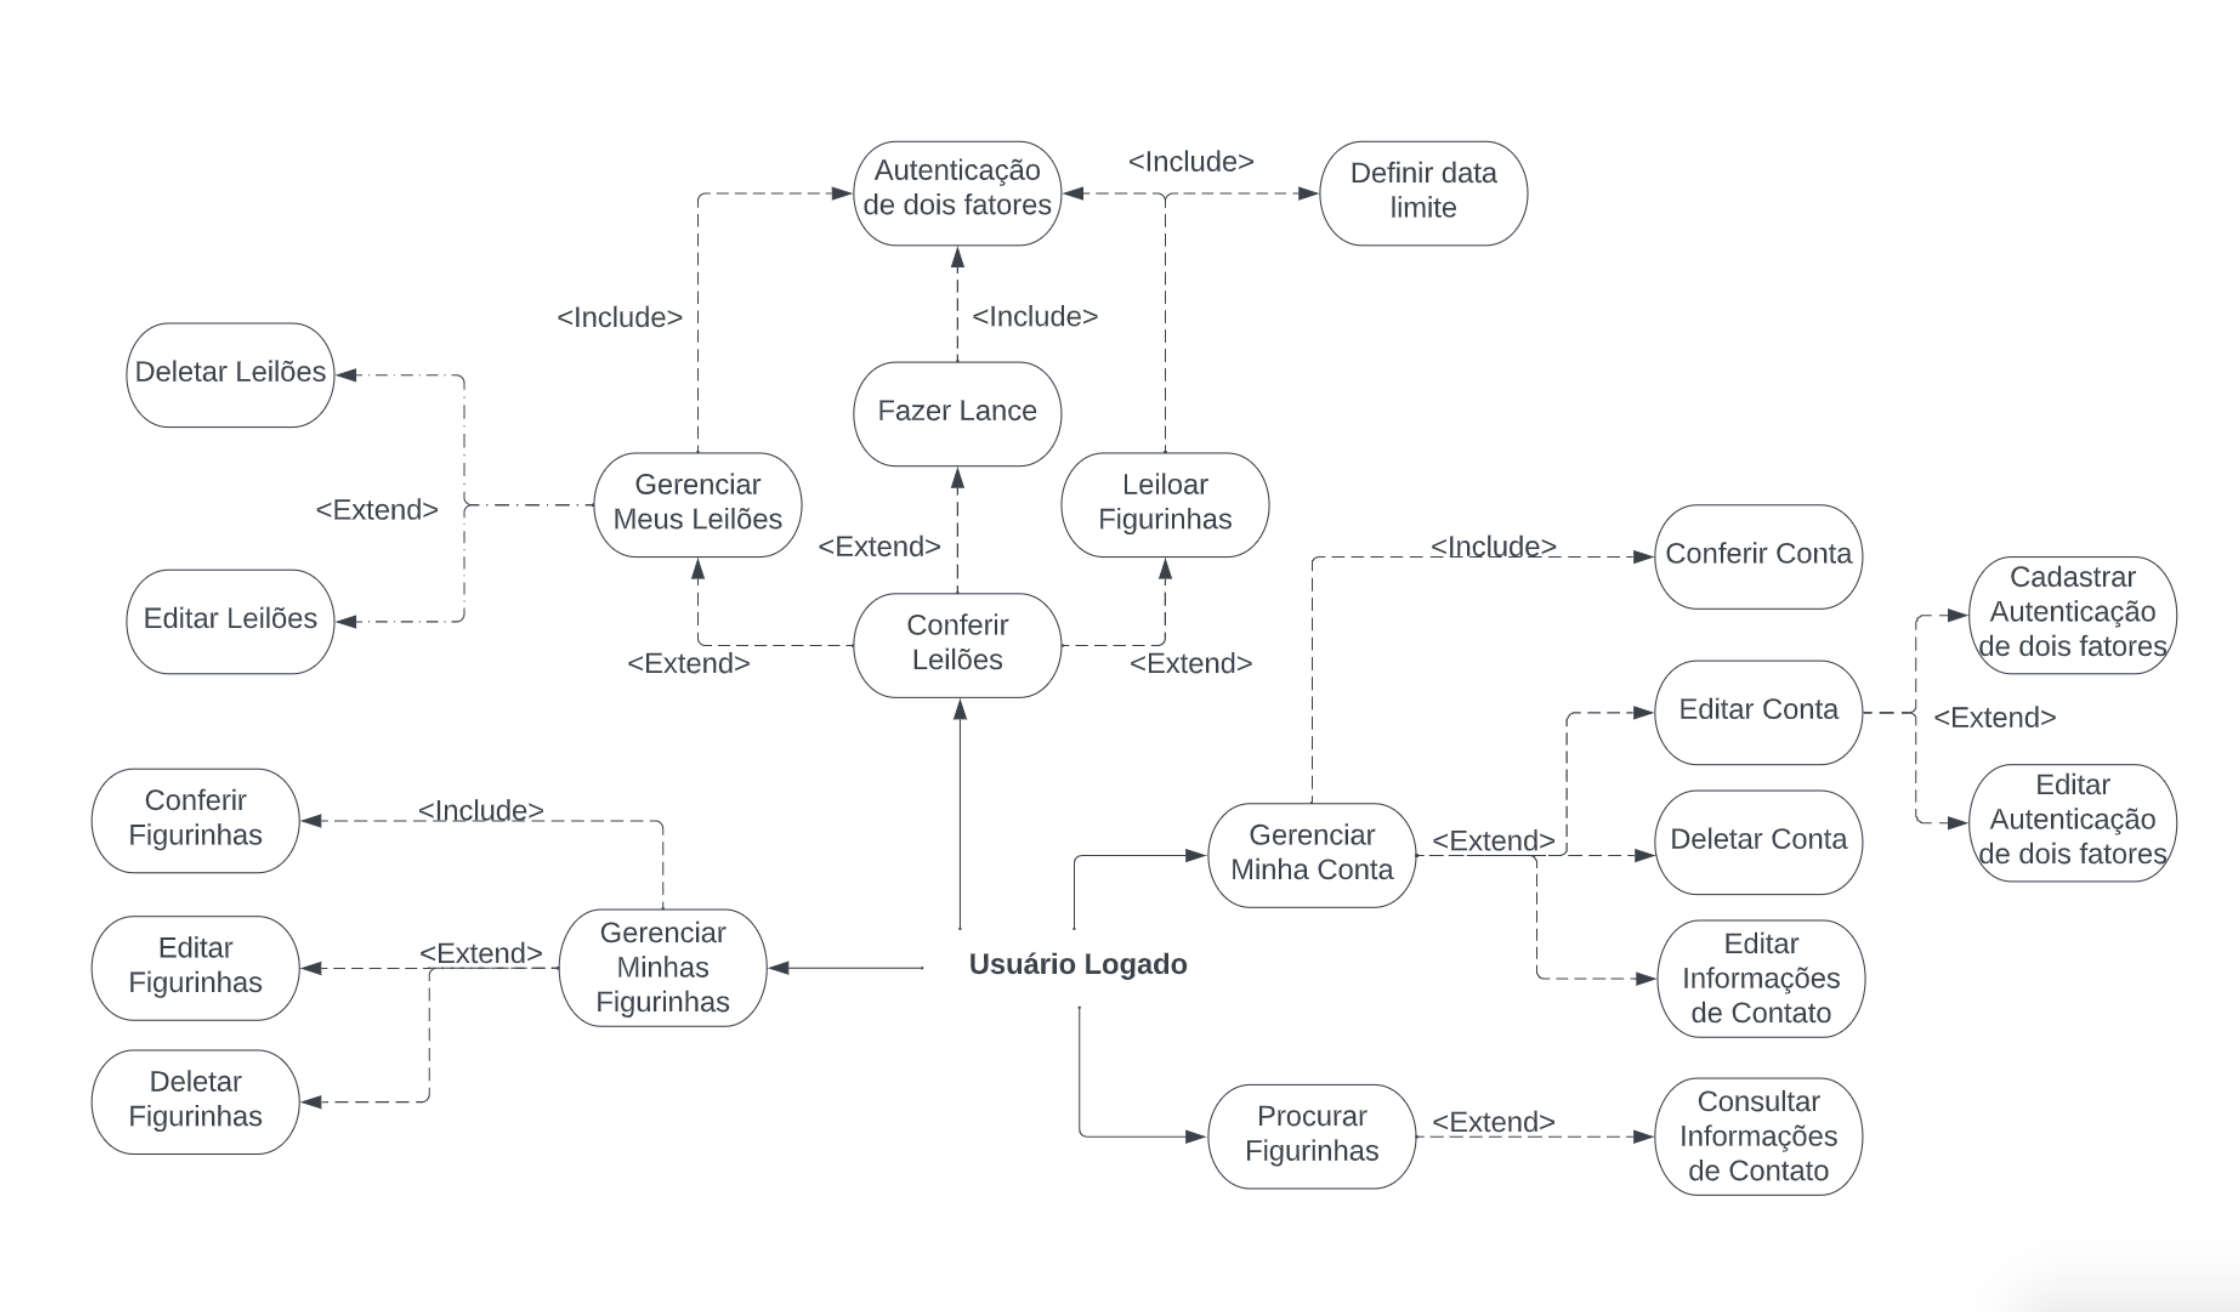 Autenticação
de dois fatores
<Include>
Definir data
limite
<Include>
<Include>
Deletar Leilões
Fazer Lance
<Extend>
Gerenciar
Meus Leilões
Leiloar
Figurinhas
<Extend>
<Include>
Conferir Conta
Cadastrar
Autenticação
de dois fatores
Editar Leilões
Conferir
Leilões
<Extend>
<Extend>
Editar Conta
<Extend>
Conferir
Figurinhas
<Include>
Gerenciar
Minha Conta
<Extend>
Deletar Conta
Editar
Autenticação
de dois fatores
Editar
Figurinhas
<Extend>
Gerenciar
Minhas
Figurinhas
Usuário Logado
Editar
Informações
de Contato
Deletar
Figurinhas
Procurar
Figurinhas
<Extend>
Consultar
Informações
de Contato